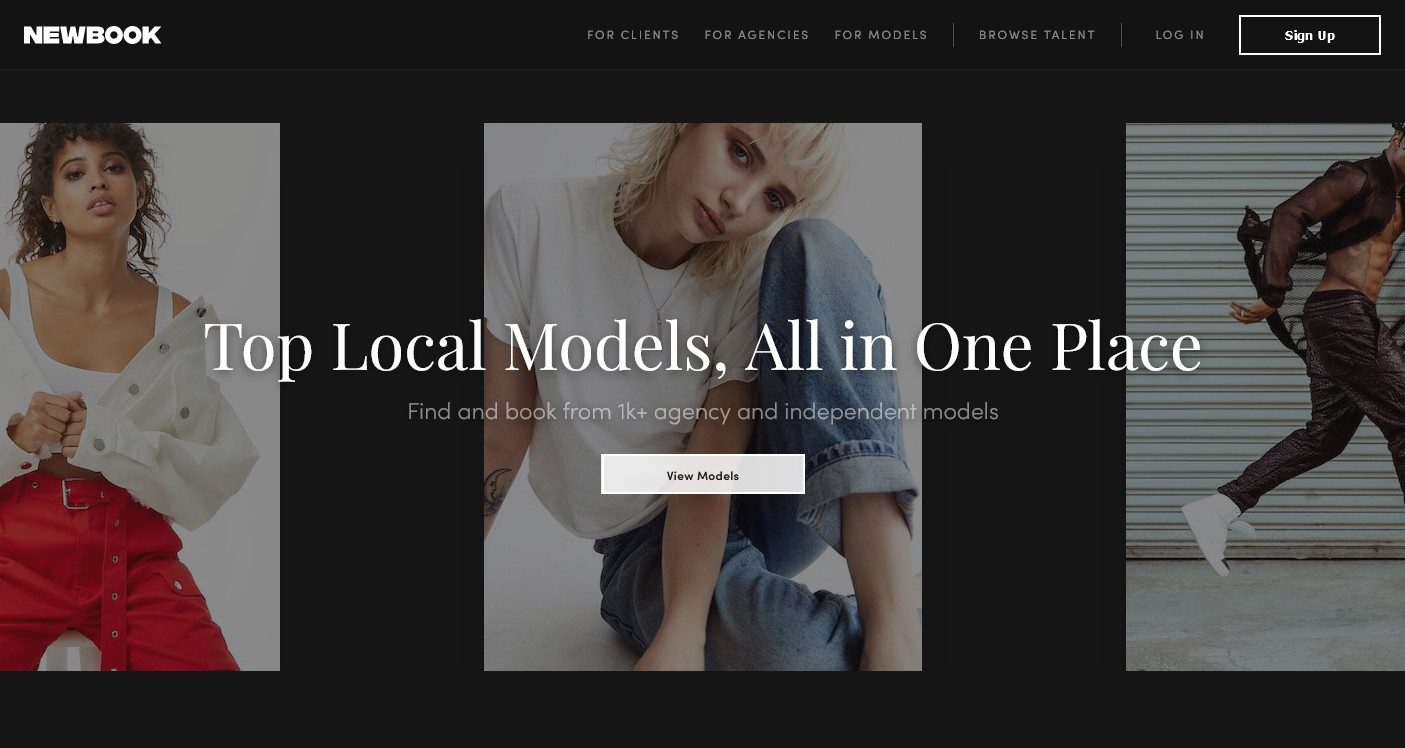 NEWBOOK
FOR CLIENTS
FOR AGENCIES
FOR MODELS
BROWSE TALENT
LOG IN
Sign Up
Top Local Models, All in One Place
Find and book from 1k+ agency and independent models
View Models